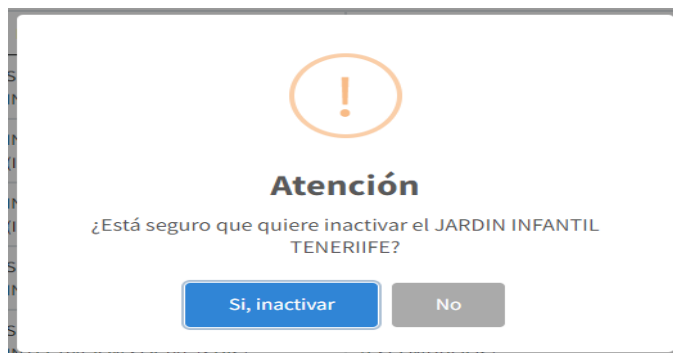 !
Atención
¿Está seguro que quiere inactivar el JARDIN INFANTIL
TENERIIFE?
Si, inactivar
No